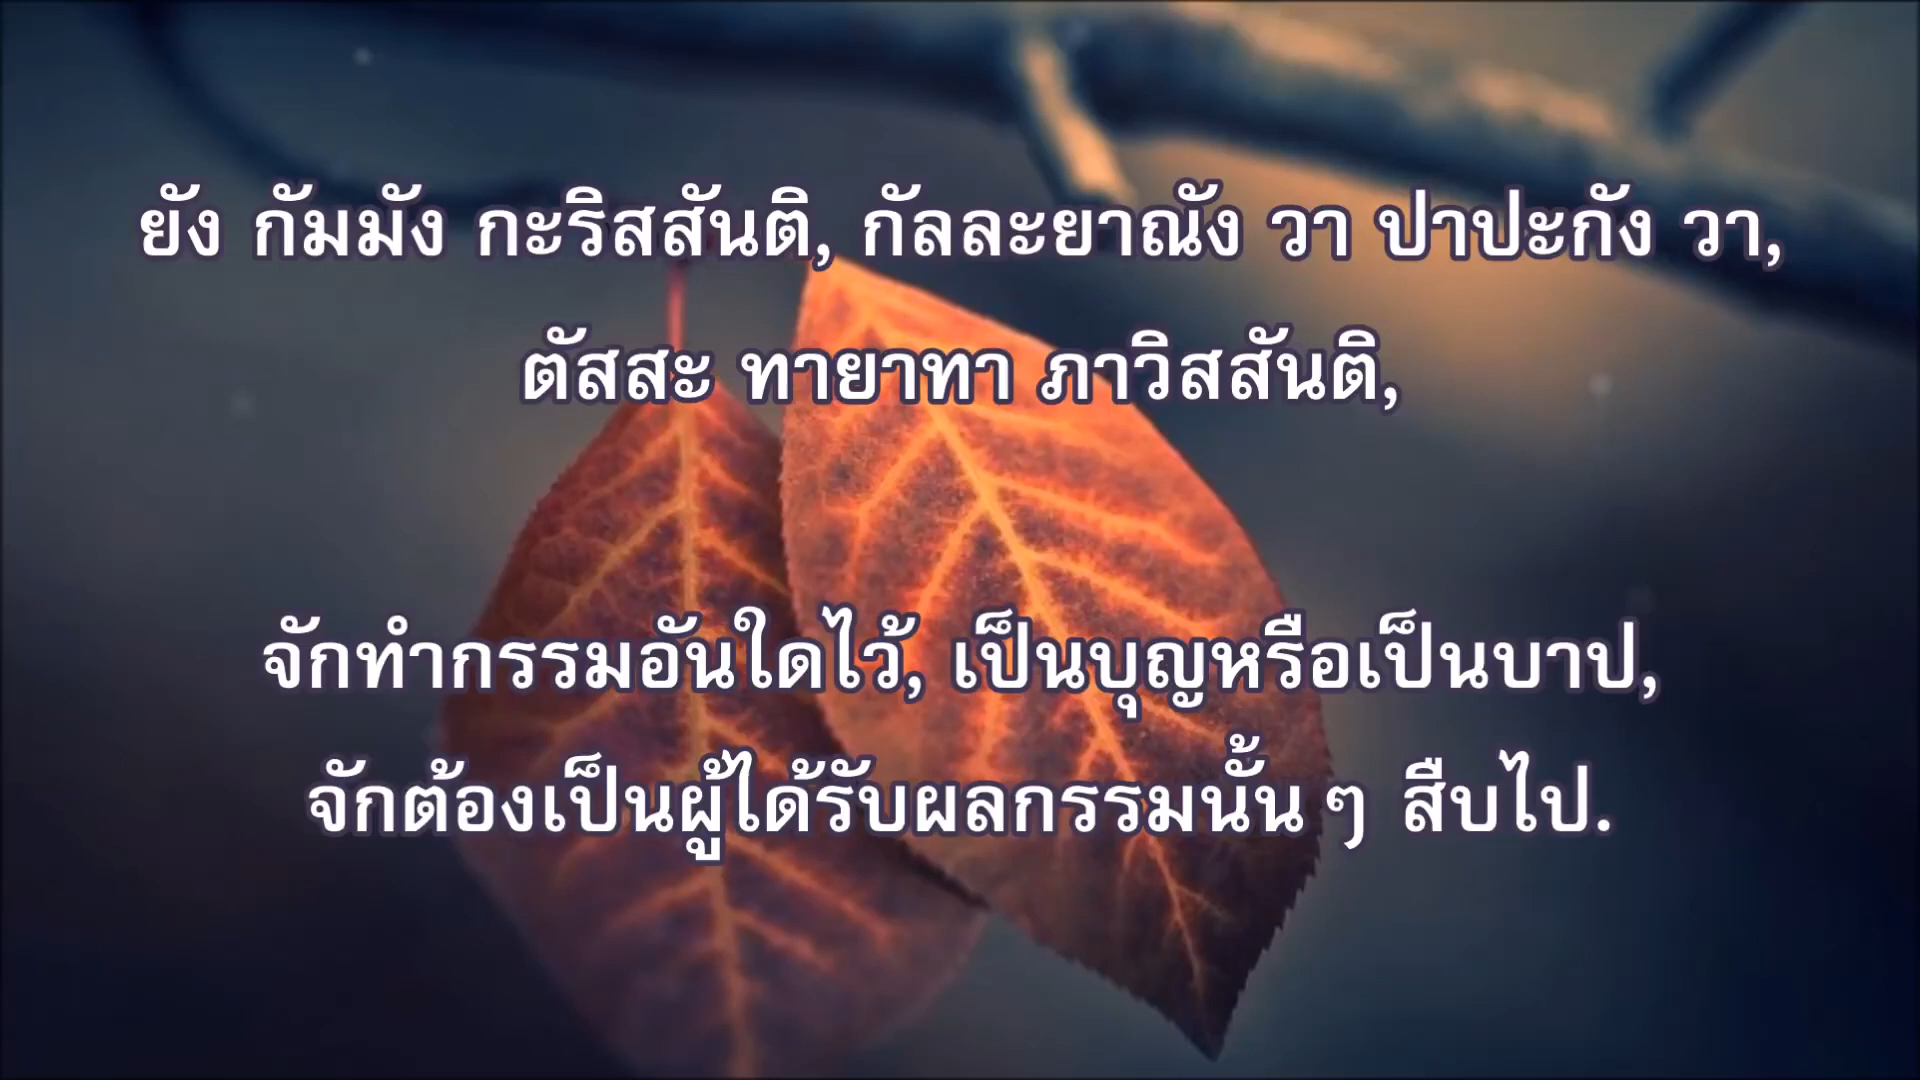 ยัง กัมมัง กะริสสันติ, กัลละยาณัง วา ปาปะกัง วา,
ตัสสะ ทายาทา ภาวิสสันติ,
จักทำกรรมอันใดไว้, เป็นบุญหรือเป็นบาป,
จักต้องเป็นผู้ได้รับผลกรรมนั้นๆ สืบไป.